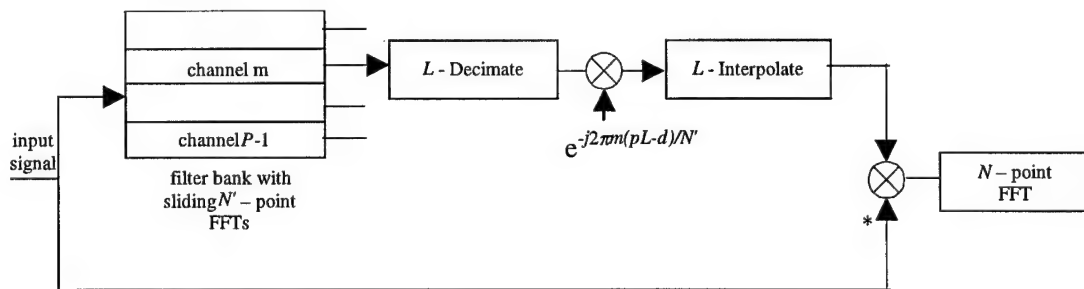 channel m
channel P-1
input
signal
filter bank with
sliding N' – point
FFTs
L - Decimate
e-j2πm(pL-d)/N'
L - Interpolate
*
N – point
FFT